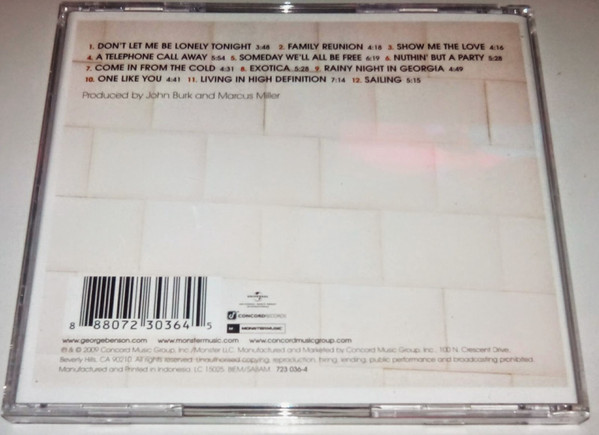 1. DON'T LET ME BE LONELY TONIGHT 3:48 2. FAMILY REUNION 4:18 3. SHOW ME THE LOVE 4:16
4. A TELEPHONE CALL AWAY 5:54 5. SOMEDAY WE'LL ALL BE FREE 6:19 6. NUTHIN' BUT A PARTY 5:28
7. COME IN FROM THE COLD 4:31 8. EXOTICA 5:28 9. RAINY NIGHT IN GEORGIA 4:49
10. ONE LIKE YOU 4:41 11. LIVING IN HIGH DEFINITION 7:14 12. SAILING 5:15
Produced by John Burk and Marcus Miller
UNIVERSAL
CONCORDRECORDS
M MONSTERMUSIC
8 88072 30364 5
www.georgebenson.com www.monstermusic.com www.concordmusicgroup.com
℗ & © 2009 Concord Music Group, Inc./Monster LLC. Manufactured and Marketed by Concord Music Group, Inc., 100 N. Crescent Drive,
Beverly Hills, CA 90210. All rights reserved. Unauthorised copying, reproduction, hiring, lending, public performance and broadcasting prohibited.
Manufactured and Printed in Indonesia. LC 15025. BIEM/SABAM. 723 036-4